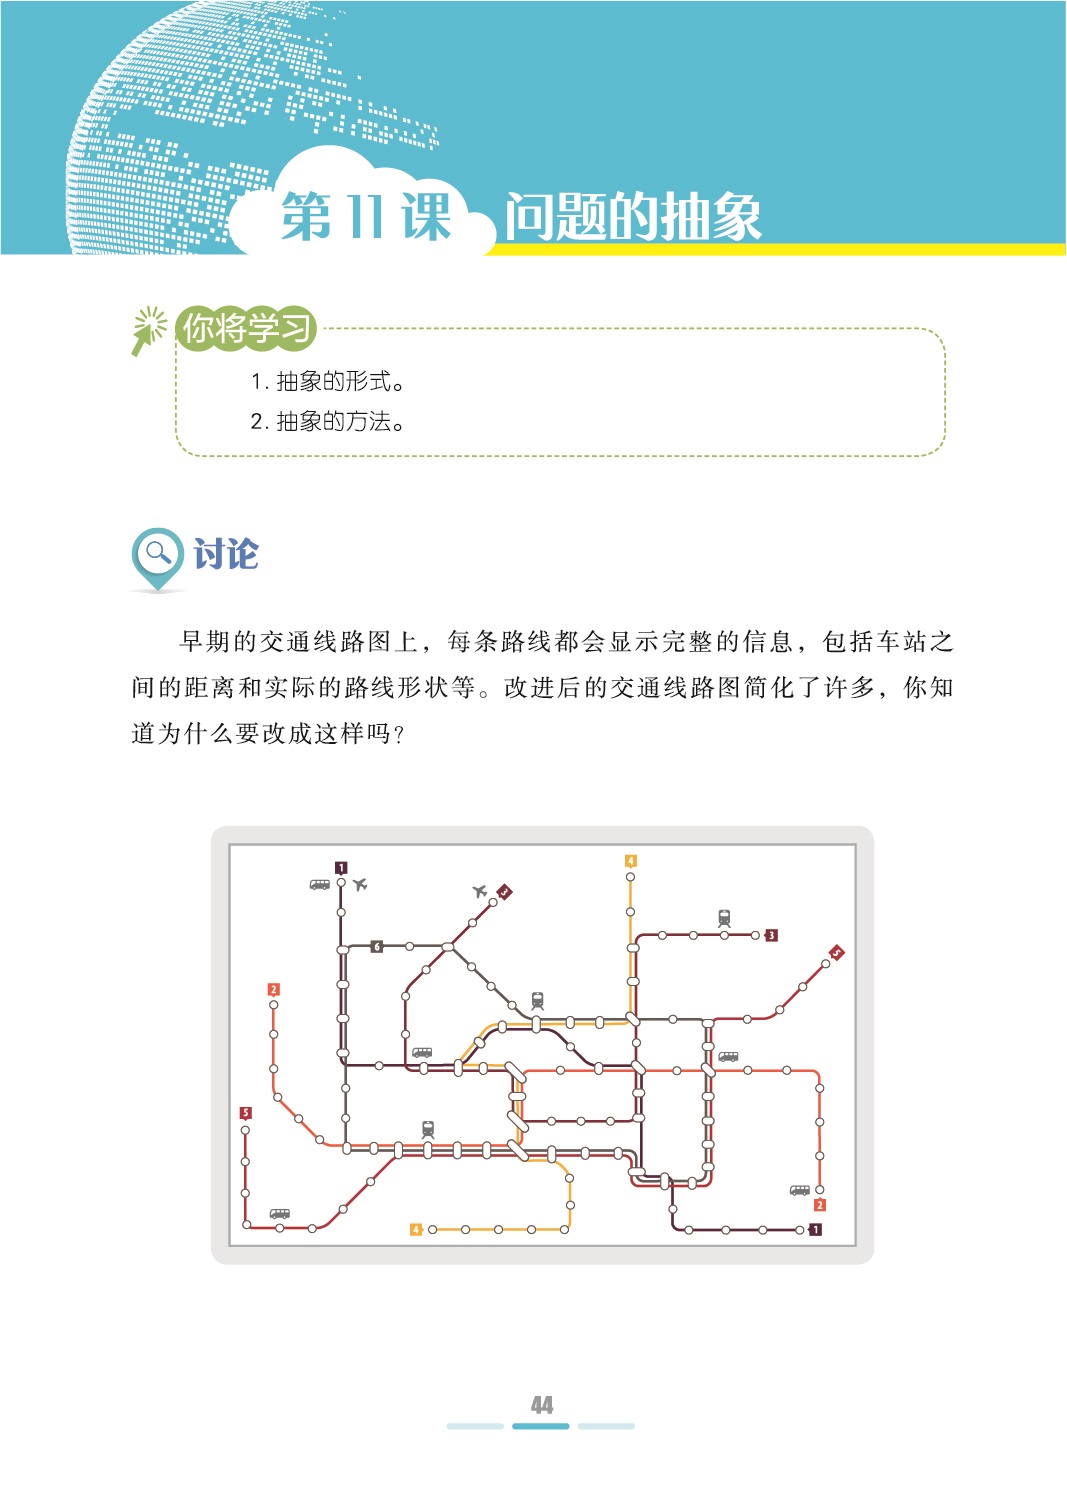 第11课 问题的抽象
你将学习
1. 抽象的形式。
2. 抽象的方法。
讨论
早期的交通线路图上，每条路线都会显示完整的信息，包括车站之
间的距离和实际的路线形状等。改进后的交通线路图简化了许多，你知
道为什么要改成这样吗？
4
1
3
3
6
5
2
5
2
4
1
44